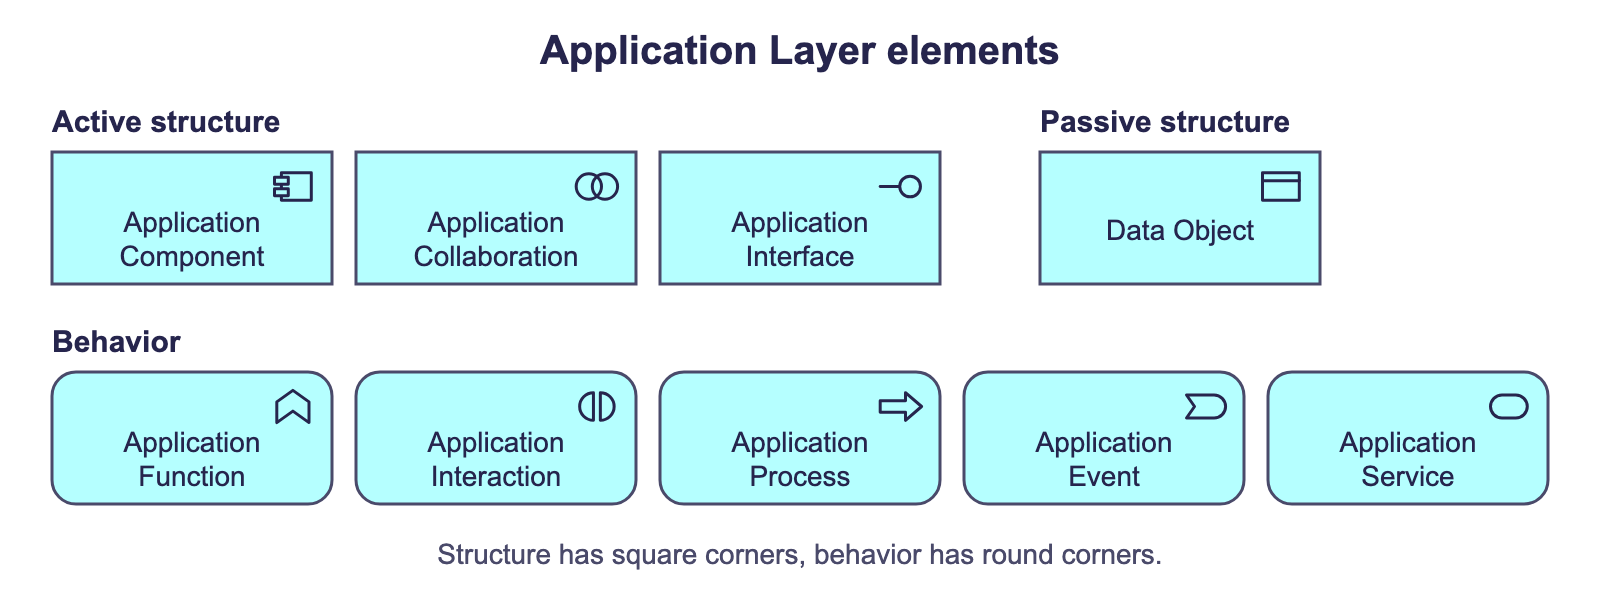 Application Layer elements
Active structure
Passive structure
Application
Component
Application
Collaboration
Application
Interface
Data Object
Behavior
Application
Function
Application
Interaction
Application
Process
Application
Event
Application
Service
Structure has square corners, behavior has round corners.